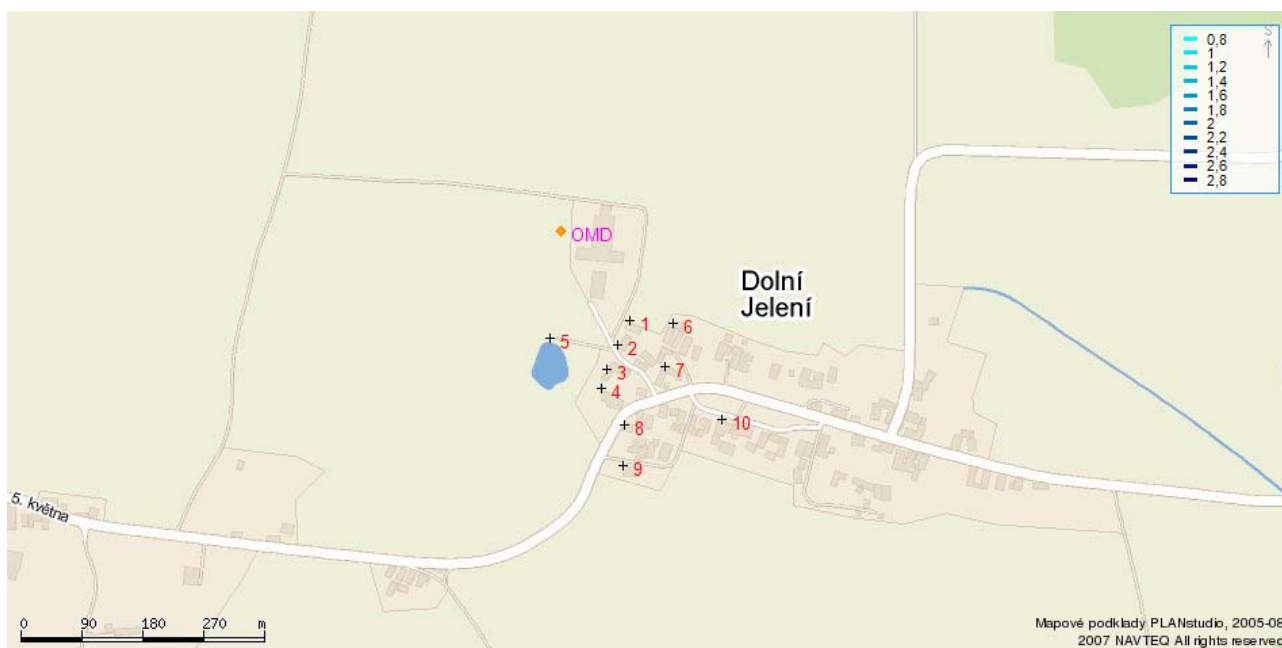 0,8
1
1,2
1,4
1,6
1,8
2
2,2
2,4
2,6
2,8
S
OMD
Dolní
Jelení
1
6
5
2
7
3
4
8
10
9
5. května
0 90 180 270 m
Mapové podklady PLANstudio, 2005-08
2007 NAVTEQ All rights reserved